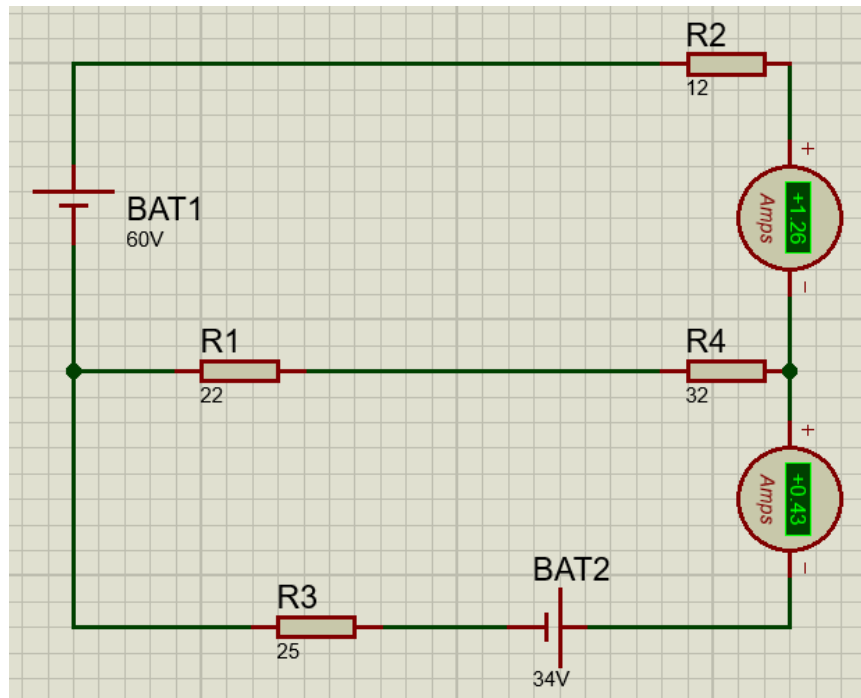 R2
12
+
+1.26
Amps
-
BAT1
60V
R1
22
R4
32
+
+0.43
Amps
-
BAT2
34V
R3
25